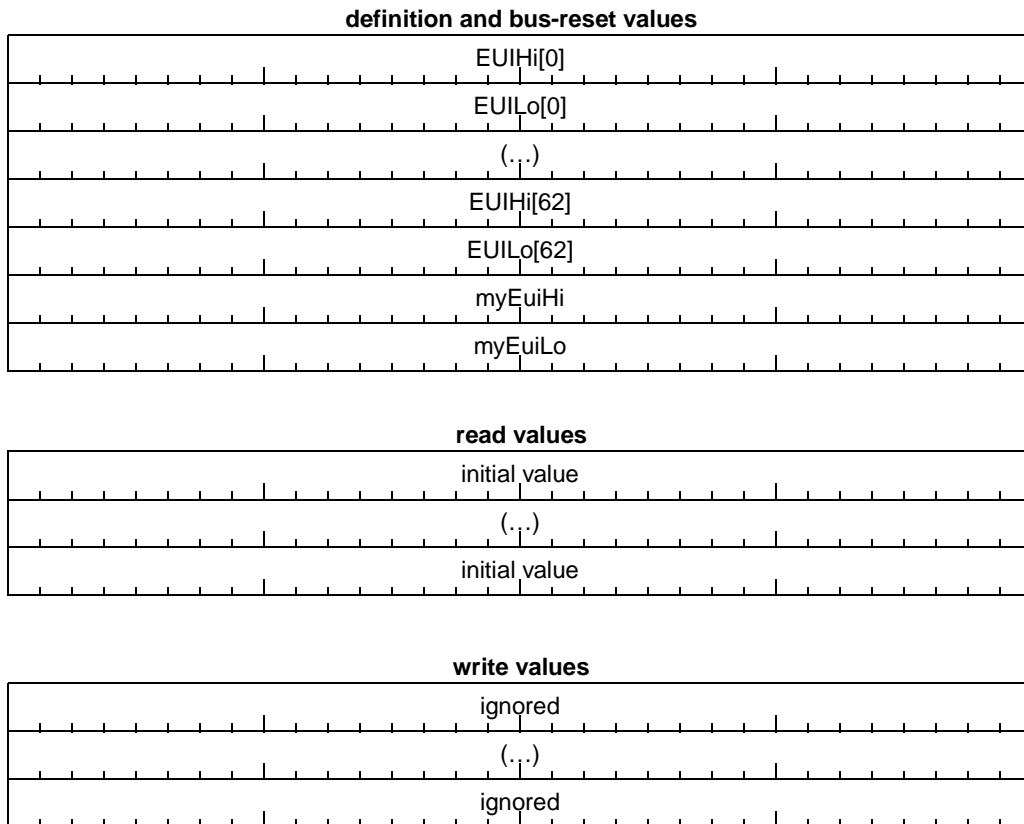 definition and bus-reset values
EUIHi[0]
EUILo[0]
(…)
EUIHi[62]
EUILo[62]
myEuiHi
myEuiLo
read values
initial value
(…)
initial value
write values
ignored
(…)
ignored